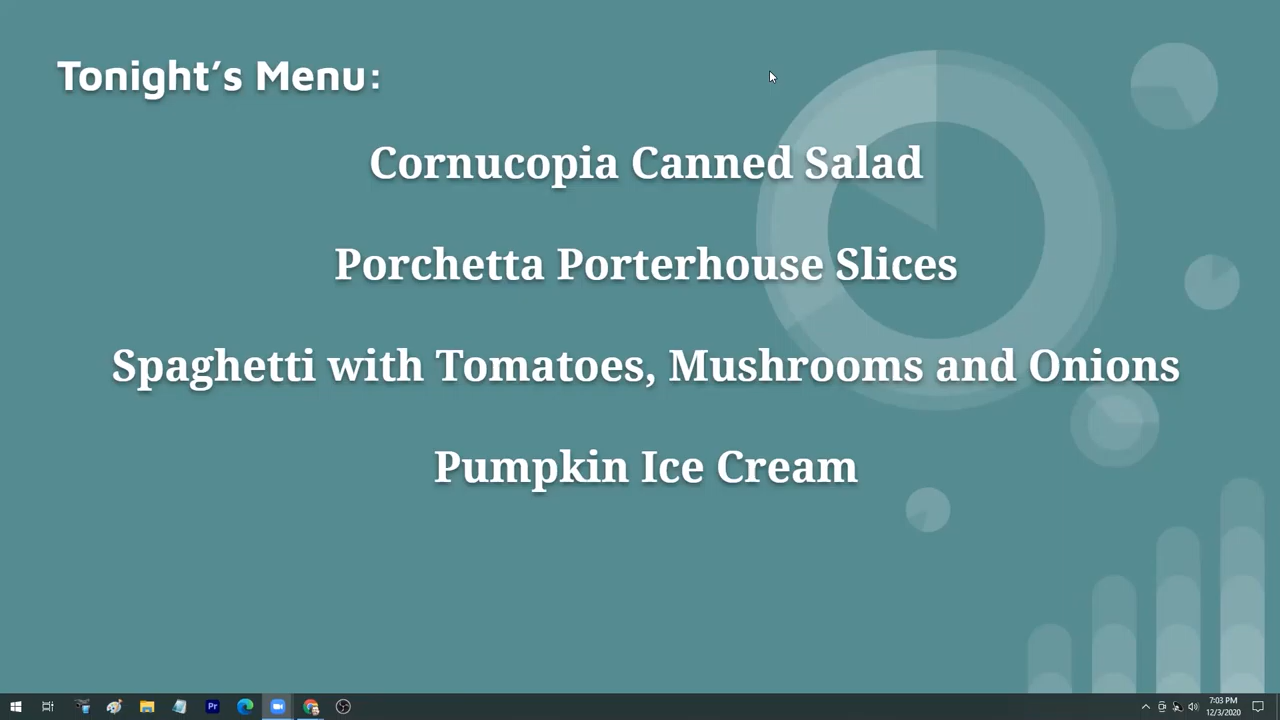 Tonight's Menu:
Cornucopia Canned Salad
Porchetta Porterhouse Slices
Spaghetti with Tomatoes, Mushrooms and Onions
Pumpkin Ice Cream
Pr
7:03 PM
12/3/2020